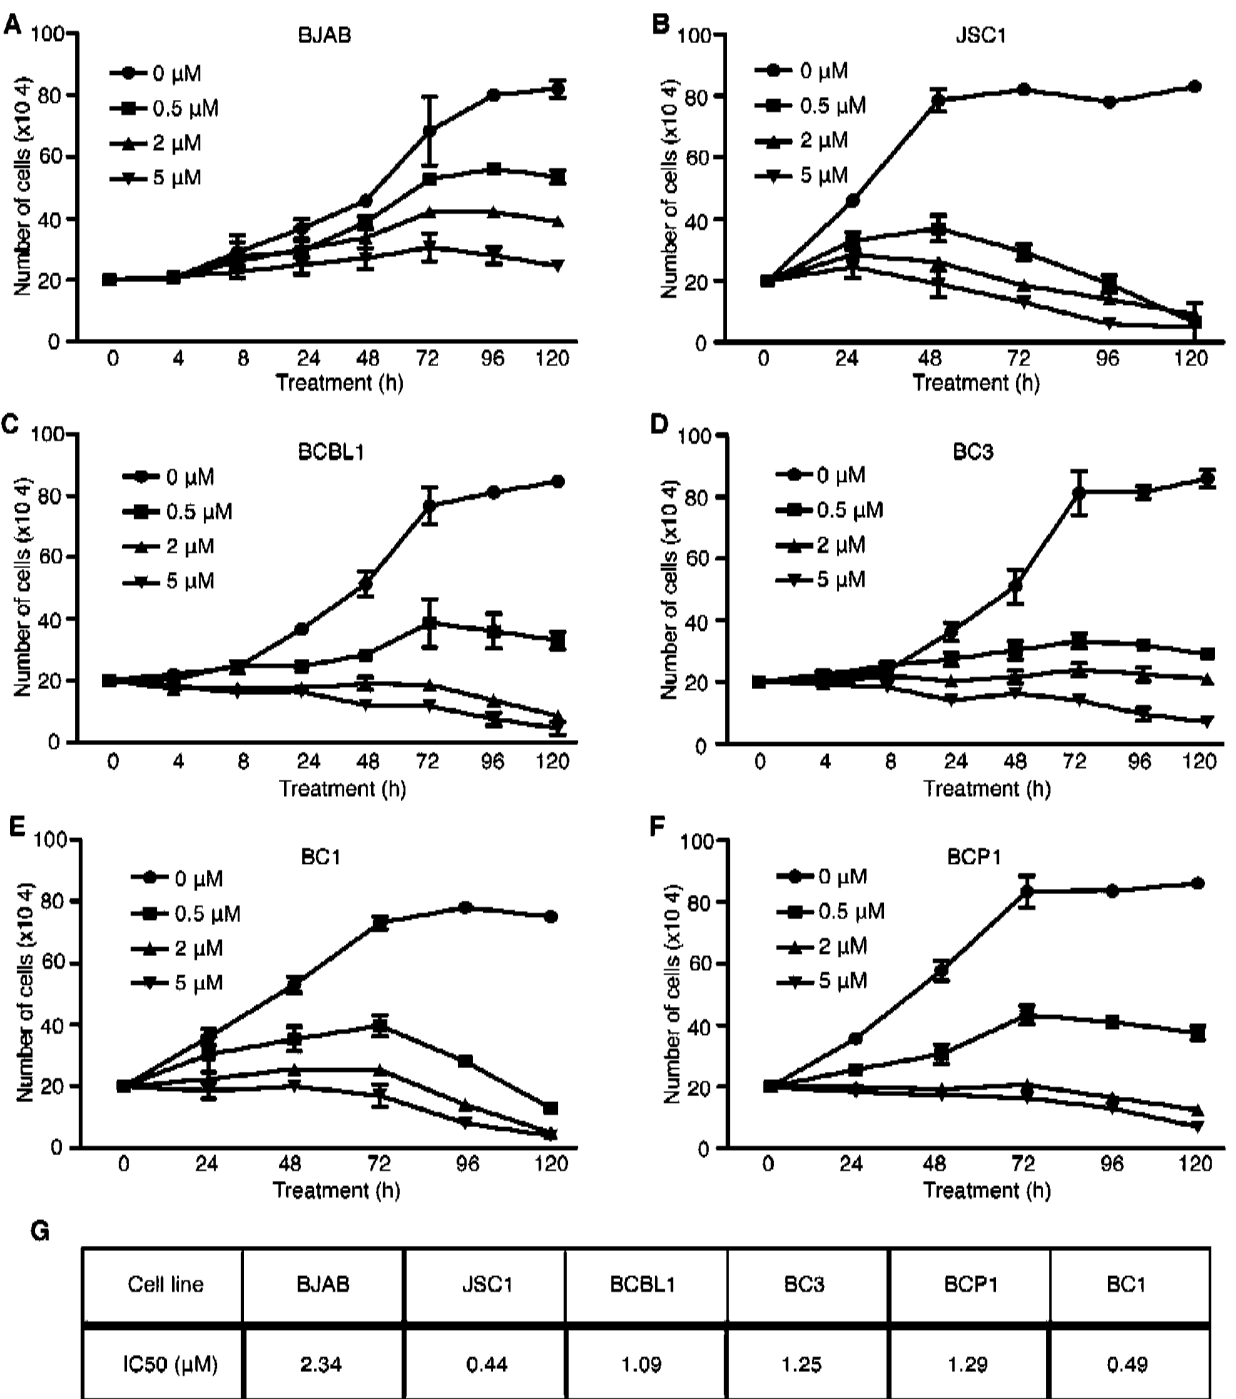 A
BJAB
100
80
60
40
20
0
Number of cells (x10 4)
0 µM
0.5 µM
2 µM
5 µM
0 4 8 24 48 72 96 120
Treatment (h)
B
JSC1
100
80
60
40
20
0
Number of cells (x10 4)
0 µM
0.5 µM
2 µM
5 µM
0 24 48 72 96 120
Treatment (h)
C
BCBL1
100
80
60
40
20
0
Number of cells (x10 4)
0 µM
0.5 µM
2 µM
5 µM
0 4 8 24 48 72 96 120
Treatment (h)
D
BC3
100
80
60
40
20
0
Number of cells (x10 4)
0 µM
0.5 µM
2 µM
5 µM
0 4 8 24 48 72 96 120
Treatment (h)
E
BC1
100
80
60
40
20
0
Number of cells (x10 4)
0 µM
0.5 µM
2 µM
5 µM
0 24 48 72 96 120
Treatment (h)
F
BCP1
100
80
60
40
20
0
Number of cells (x10 4)
0 µM
0.5 µM
2 µM
5 µM
0 24 48 72 96 120
Treatment (h)
G
Cell line BJAB JSC1 BCBL1 BC3 BCP1 BC1
IC50 (µM) 2.34 0.44 1.09 1.25 1.29 0.49